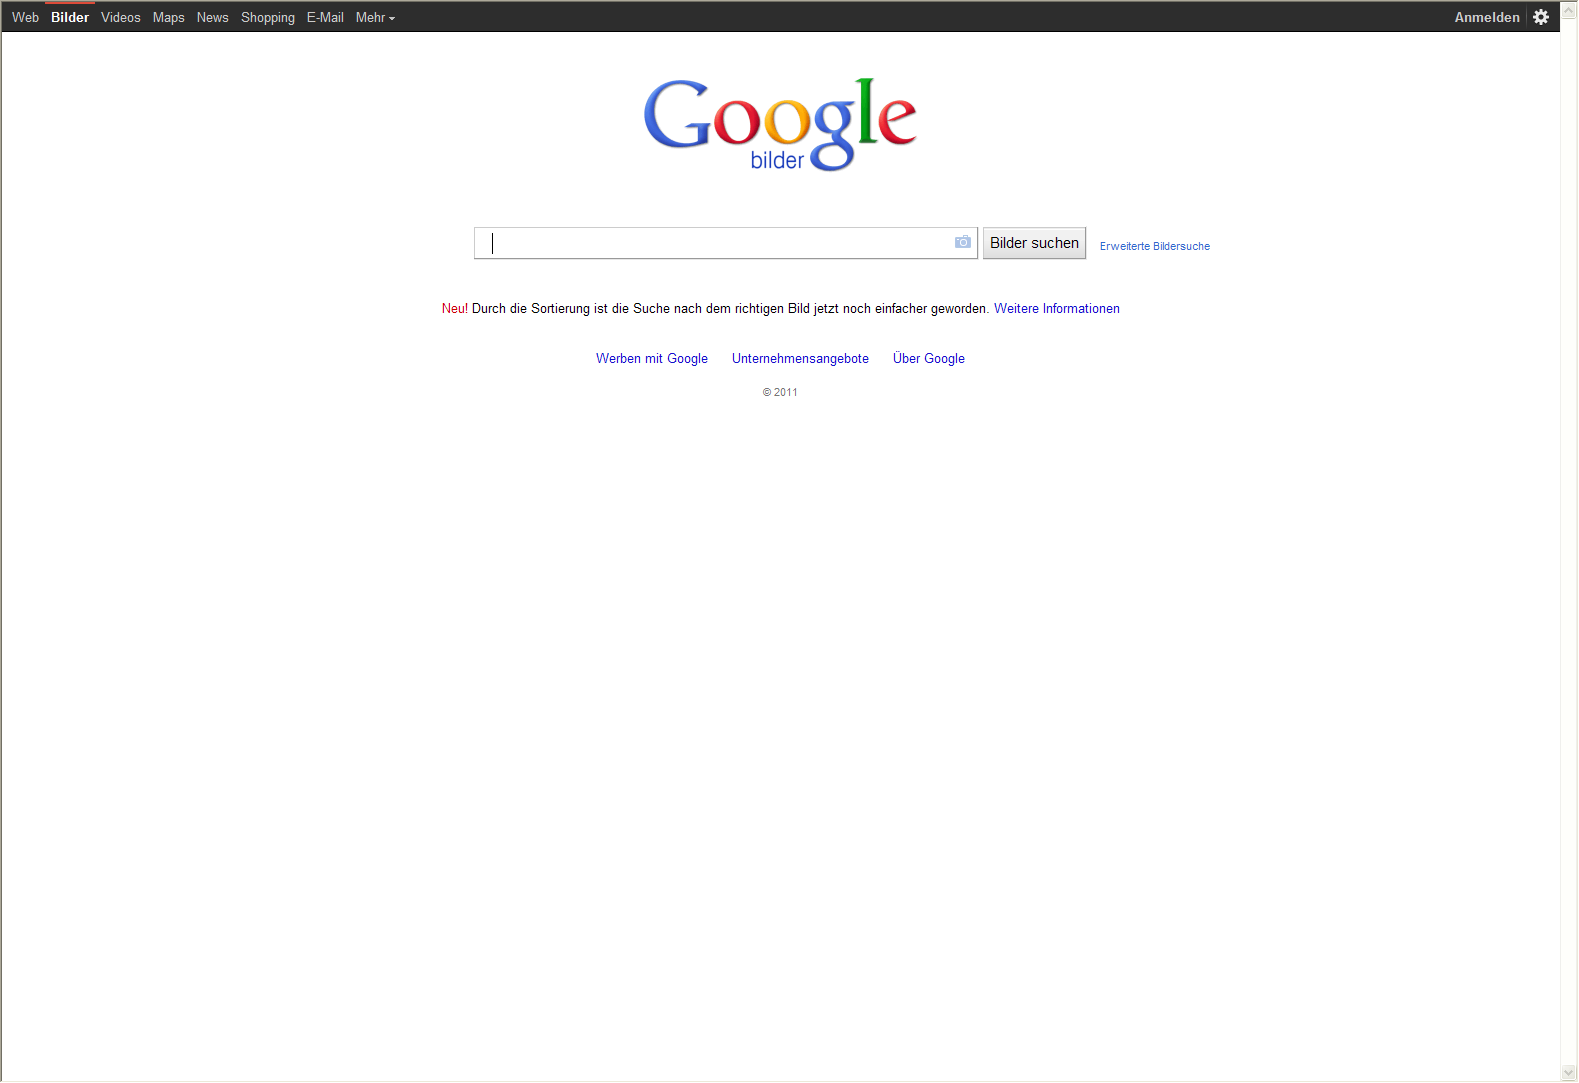 Web Bilder Videos Maps News Shopping E-Mail Mehr Anmelden
Google
bilder
Bilder suchen Erweiterte Bildersuche
Neu! Durch die Sortierung ist die Suche nach dem richtigen Bild jetzt noch einfacher geworden. Weitere Informationen
Werben mit Google Unternehmensangebote Über Google
© 2011